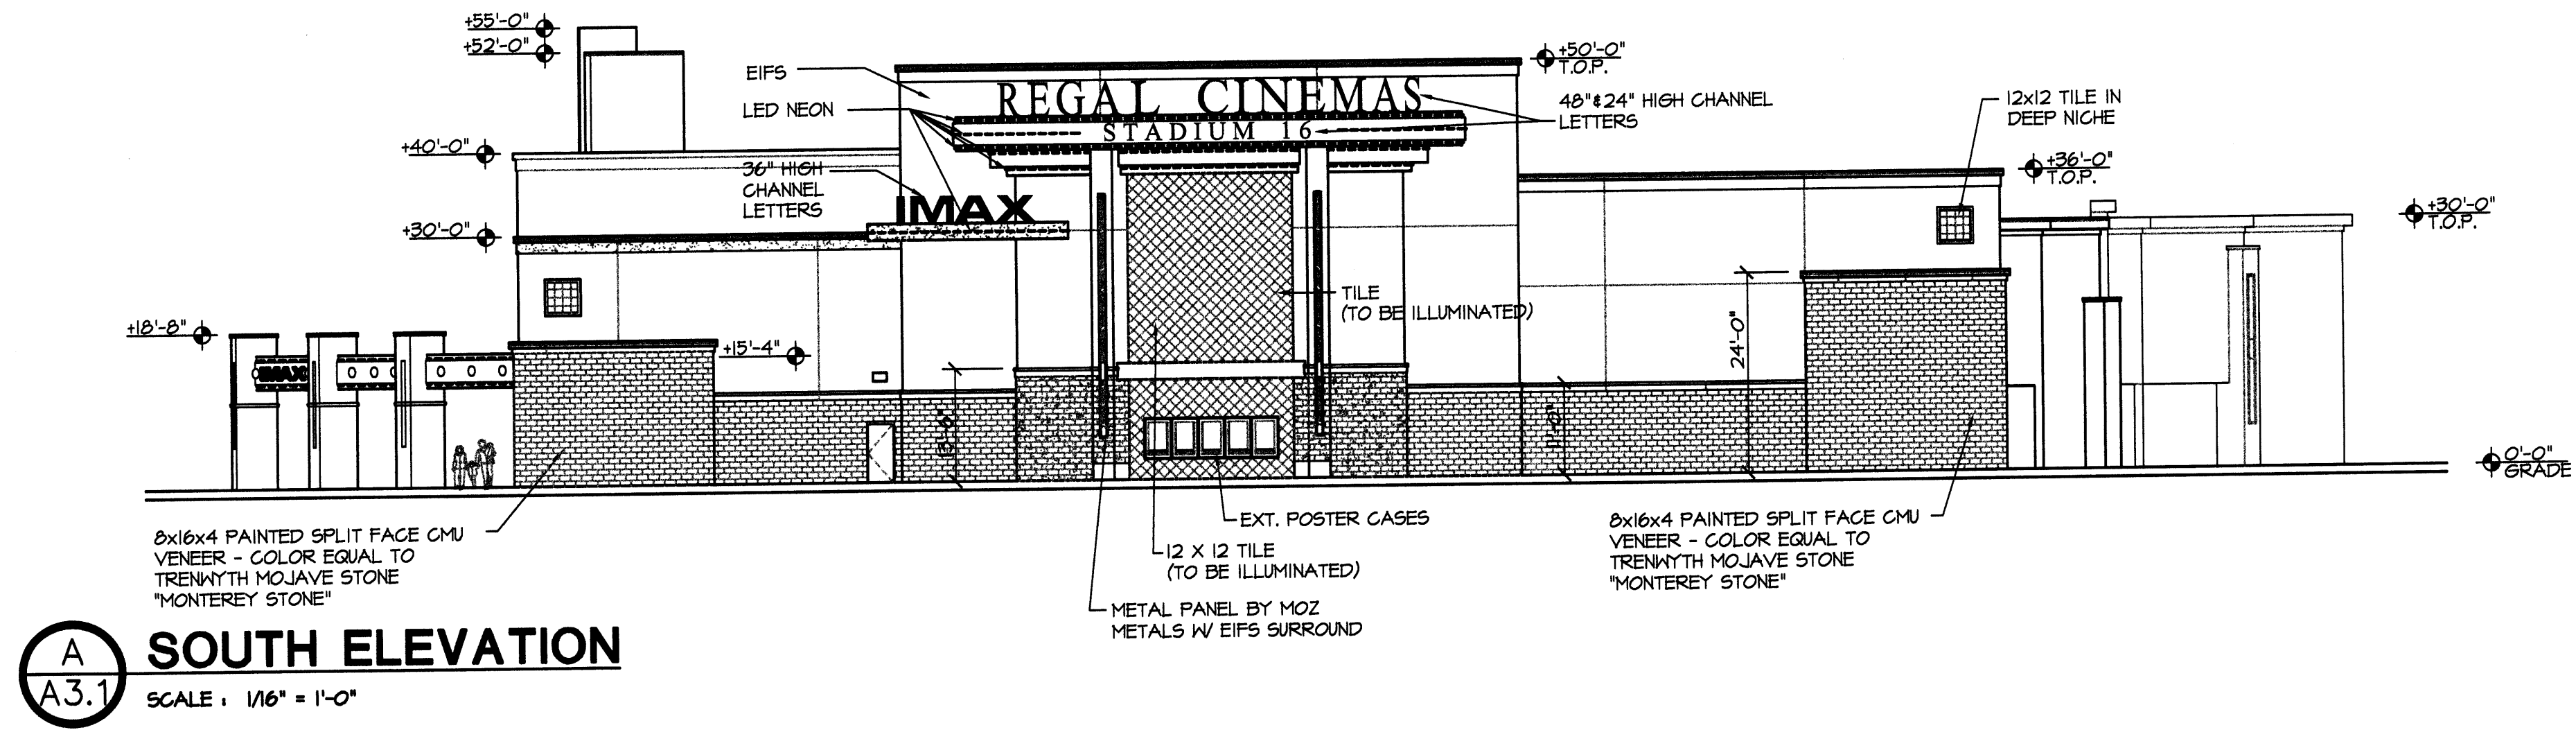 +55'-0"
+52'-0"
+50'-0"
T.O.P.
EIFS
LED NEON
REGAL CINEMAS
STADIUM 16
48"&24" HIGH CHANNEL
LETTERS
12x12 TILE IN
DEEP NICHE
+40'-0"
36" HIGH
CHANNEL
LETTERS
IMAX
+36'-0"
T.O.P.
+30'-0"
+30'-0"
T.O.P.
TILE
(TO BE ILLUMINATED)
+18'-8"
+15'-4"
24'-0"
IMAX
13'-6"
11'-0"
0'-0"
GRADE
8x16x4 PAINTED SPLIT FACE CMU
VENEER - COLOR EQUAL TO
TRENWYTH MOJAVE STONE
"MONTEREY STONE"
EXT. POSTER CASES
12 X 12 TILE
(TO BE ILLUMINATED)
METAL PANEL BY MOZ
METALS W/ EIFS SURROUND
8x16x4 PAINTED SPLIT FACE CMU
VENEER - COLOR EQUAL TO
TRENWYTH MOJAVE STONE
"MONTEREY STONE"
A
A3.1
SOUTH ELEVATION
SCALE : 1/16" = 1'-0"